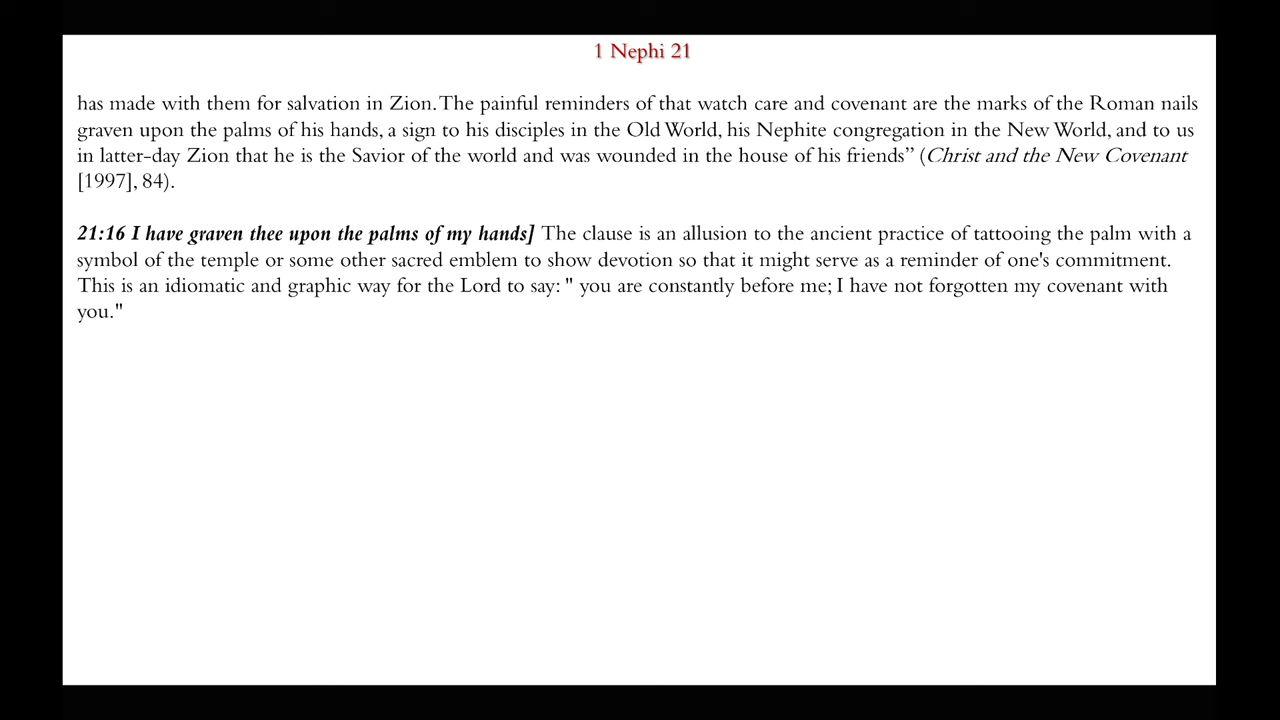 1 Nephi 21
has made with them for salvation in Zion. The painful reminders of that watch care and covenant are the marks of the Roman nails
graven upon the palms of his hands, a sign to his disciples in the Old World, his Nephite congregation in the New World, and to us
in latter-day Zion that he is the Savior of the world and was wounded in the house of his friends” (Christ and the New Covenant
[1997], 84).
21:16 I have graven thee upon the palms of my hands] The clause is an allusion to the ancient practice of tattooing the palm with a
symbol of the temple or some other sacred emblem to show devotion so that it might serve as a reminder of one's commitment.
This is an idiomatic and graphic way for the Lord to say: " you are constantly before me; I have not forgotten my covenant with
you."